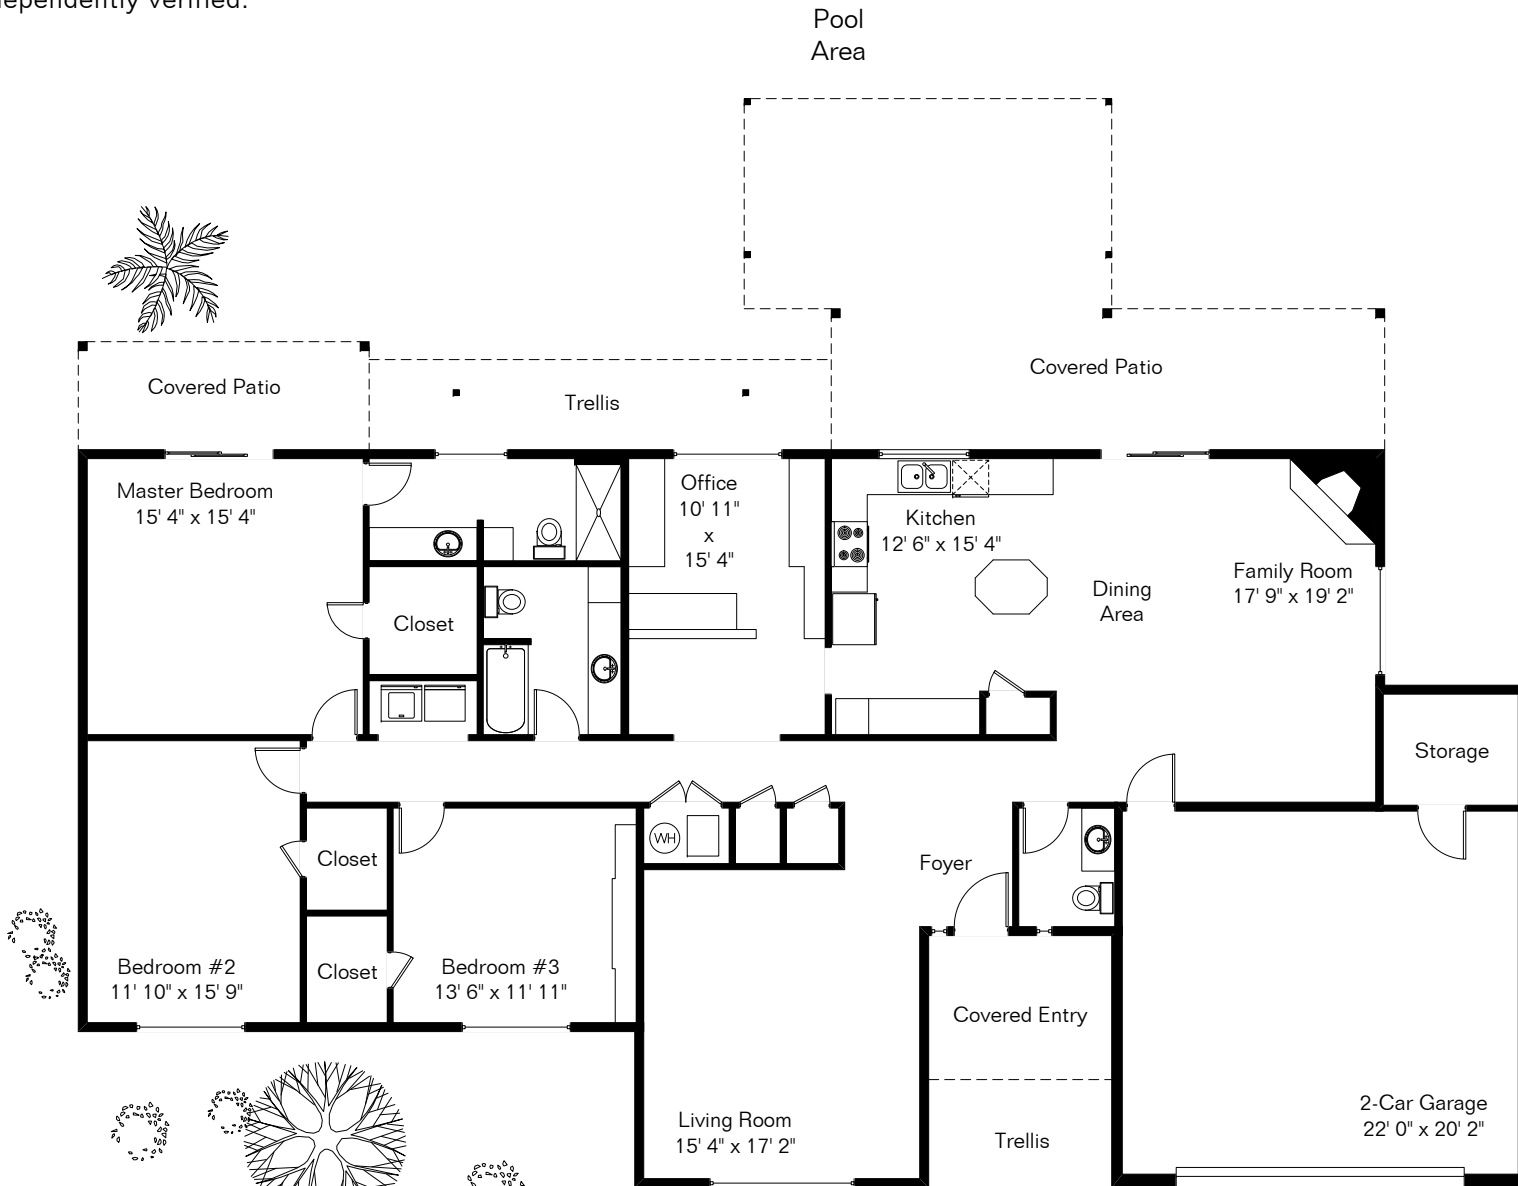 verified.
Pool
Area
Covered Patio
Trellis
Covered Patio
Master Bedroom
15' 4" x 15' 4"
Office
10' 11"
x
15' 4"
Kitchen
12' 6" x 15' 4"
Dining
Area
Family Room
17' 9" x 19' 2"
Closet
Storage
Closet
Foyer
WH
Closet
Bedroom #2
11' 10" x 15' 9"
Bedroom #3
13' 6" x 11' 11"
Covered Entry
Living Room
15' 4" x 17' 2"
Trellis
2-Car Garage
22' 0" x 20' 2"